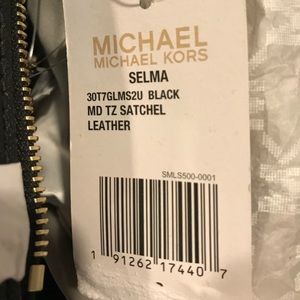 MICHAEL
MICHAEL KORS
SELMA
30T7GLMS2U BLACK
MD TZ SATCHEL
LEATHER
SMLS500-0001
1 91262 17440 7